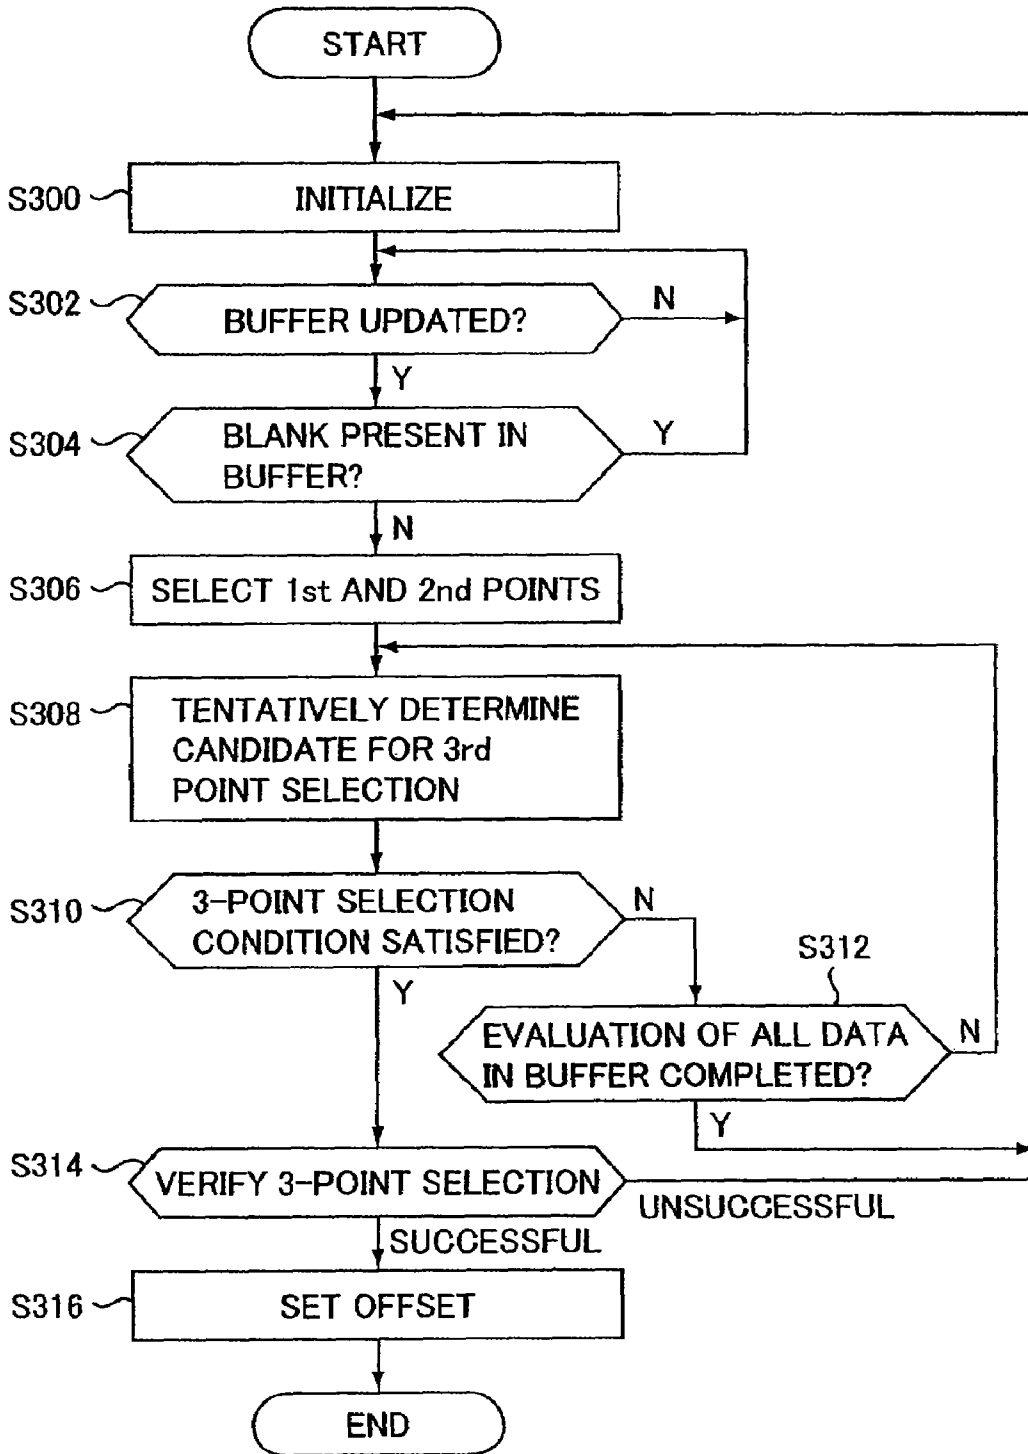 START
S300
INITIALIZE
S302
BUFFER UPDATED?
N
Y
S304
BLANK PRESENT IN
BUFFER?
Y
N
S306
SELECT 1st AND 2nd POINTS
S308
TENTATIVELY DETERMINE
CANDIDATE FOR 3rd
POINT SELECTION
S310
3-POINT SELECTION
CONDITION SATISFIED?
N
Y
S312
EVALUATION OF ALL DATA
IN BUFFER COMPLETED?
N
Y
S314
VERIFY 3-POINT SELECTION
UNSUCCESSFUL
SUCCESSFUL
S316
SET OFFSET
END